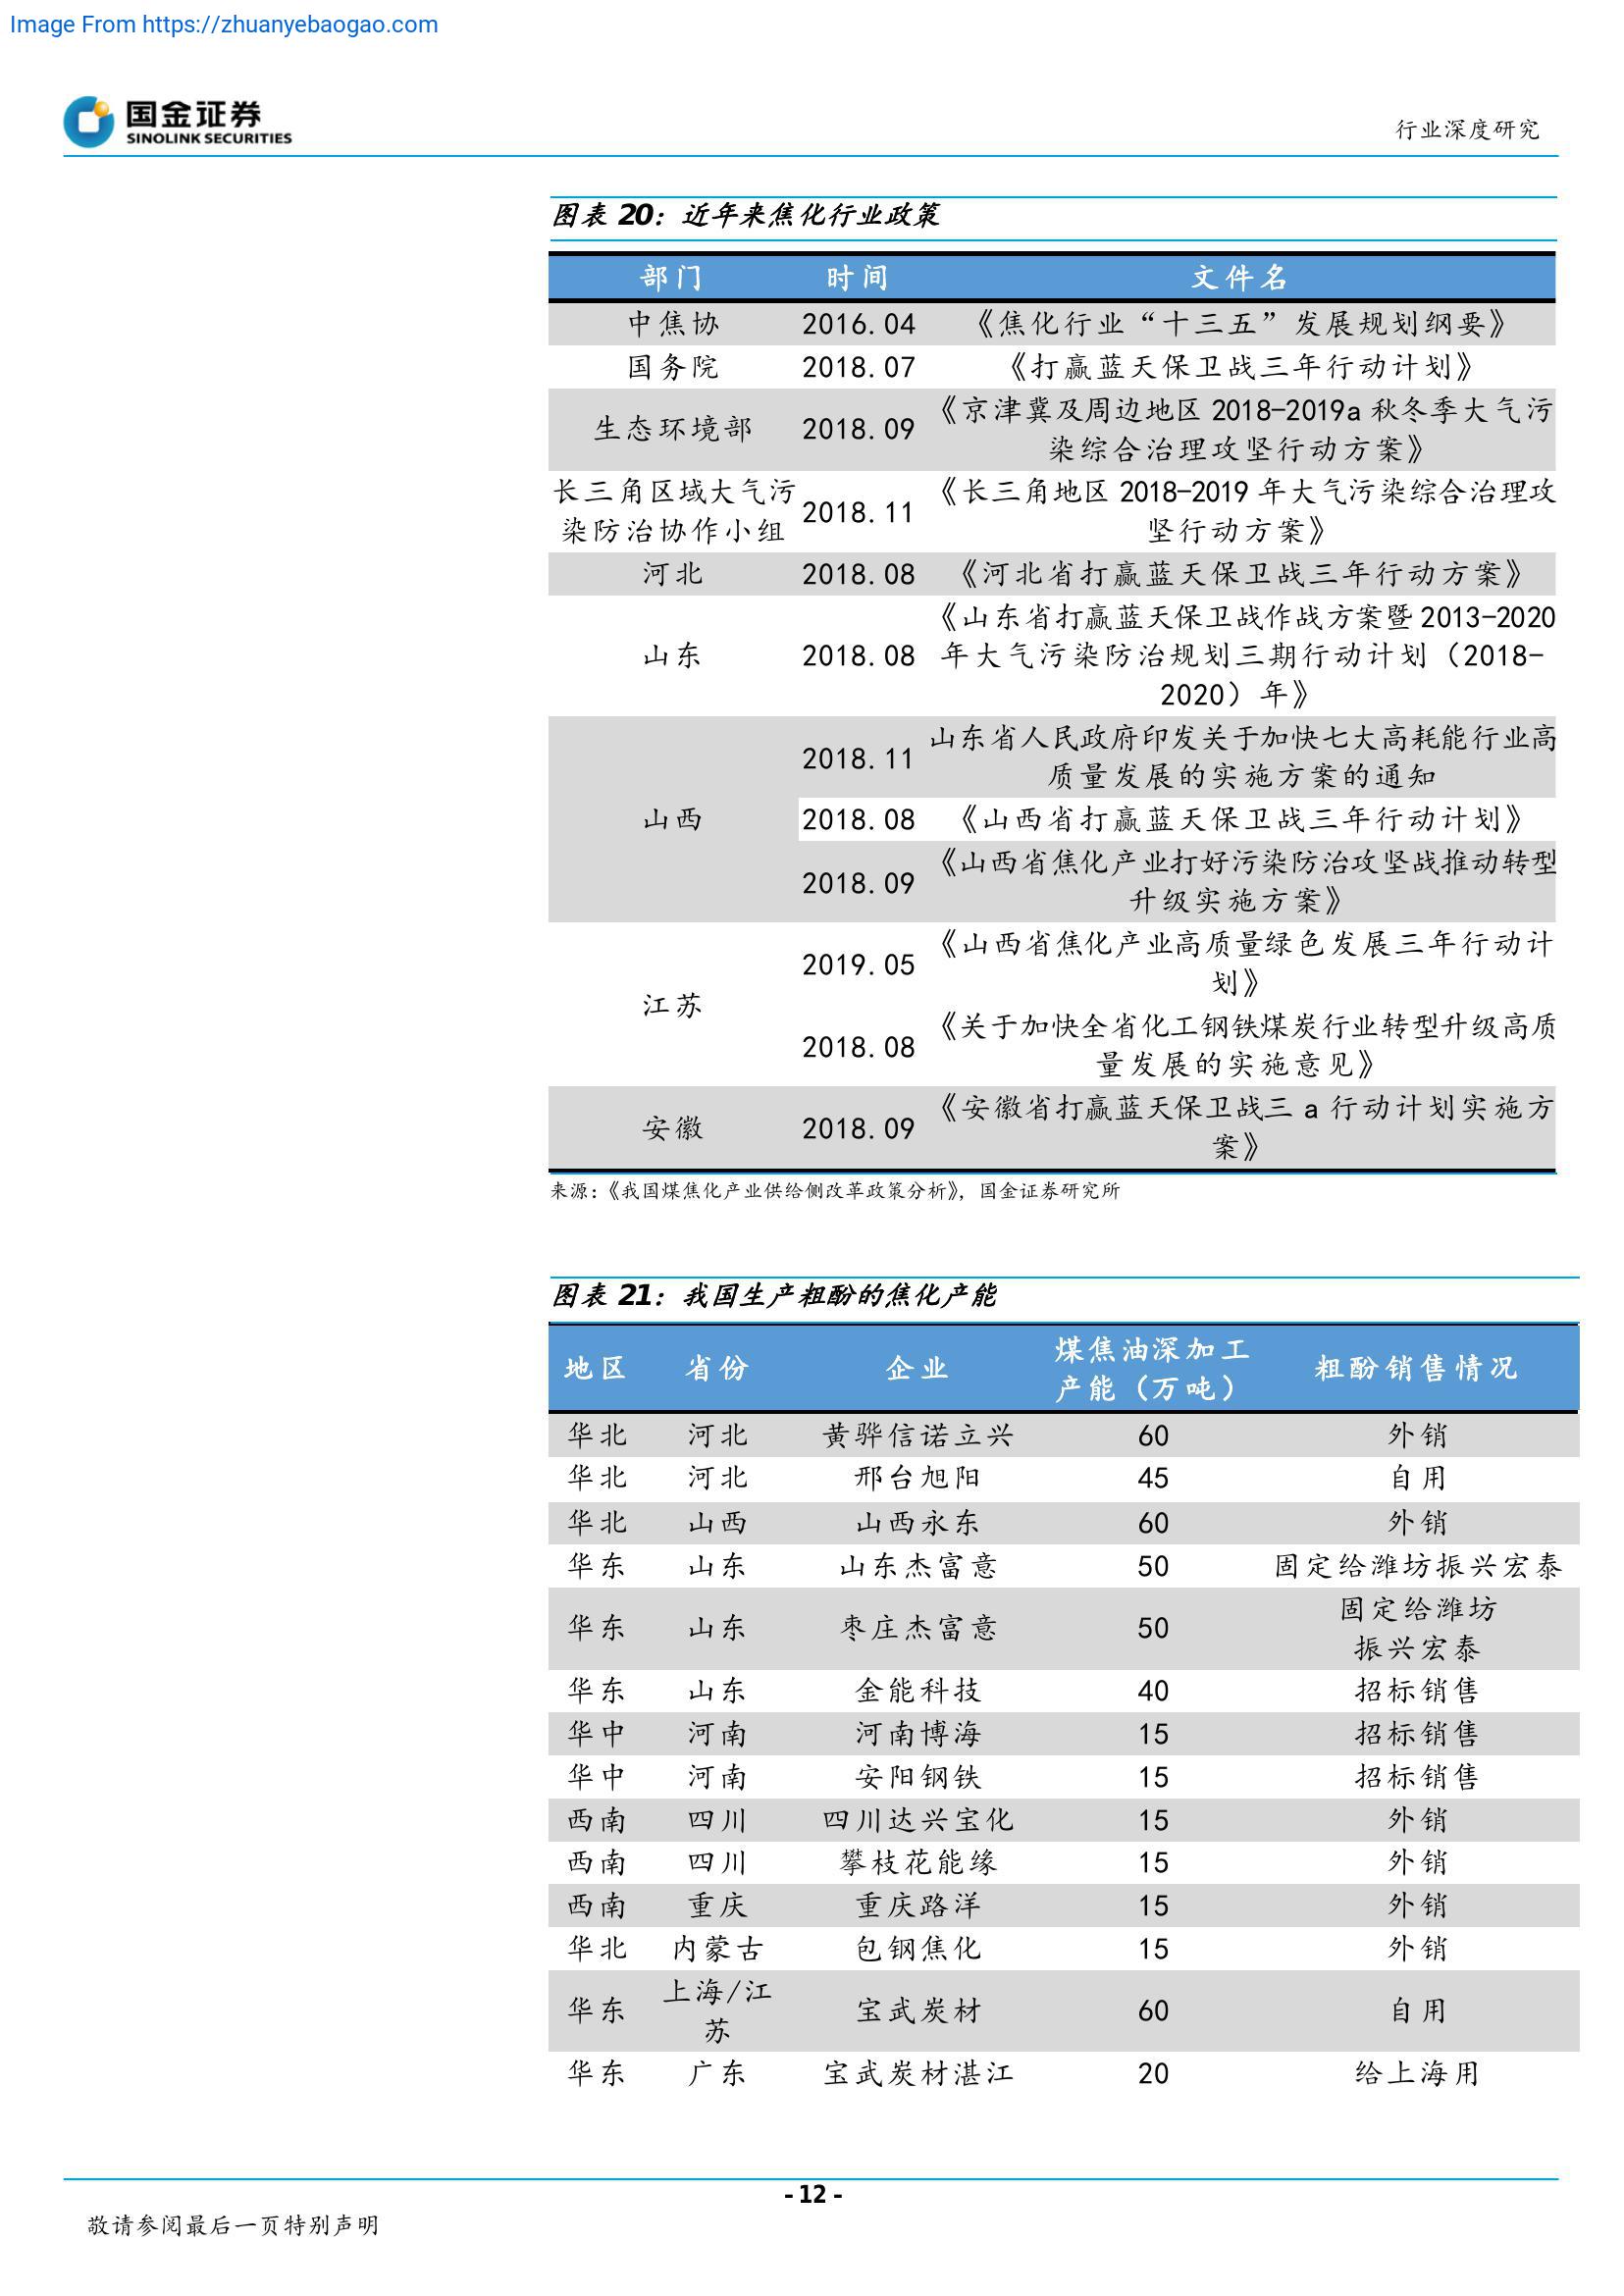 Image From https://zhuanyebaogao.com
国金证券
SINOLINK SECURITIES
行业深度研究
图表 20：近年来焦化行业政策
部门 时间 文件名
中焦协 2016.04 《焦化行业“十三五”发展规划纲要》
国务院 2018.07 《打赢蓝天保卫战三年行动计划》
生态环境部 2018.09 《京津冀及周边地区 2018-2019a 秋冬季大气污
染综合治理攻坚行动方案》
长三角区域大气污
染防治协作小组 2018.11 《长三角地区 2018-2019 年大气污染综合治理攻
坚行动方案》
河北 2018.08 《河北省打赢蓝天保卫战三年行动方案》
山东 2018.08 《山东省打赢蓝天保卫战作战方案暨 2013-2020
年大气污染防治规划三期行动计划（2018-
2020）年》
山西 2018.11 山东省人民政府印发关于加快七大高耗能行业高
质量发展的实施方案的通知
2018.08 《山西省打赢蓝天保卫战三年行动计划》
2018.09 《山西省焦化产业打好污染防治攻坚战推动转型
升级实施方案》
江苏 2019.05 《山西省焦化产业高质量绿色发展三年行动计
划》
2018.08 《关于加快全省化工钢铁煤炭行业转型升级高质
量发展的实施意见》
安徽 2018.09 《安徽省打赢蓝天保卫战三 a 行动计划实施方
案》
来源：《我国煤焦化产业供给侧改革政策分析》，国金证券研究所
图表 21：我国生产粗酚的焦化产能
地区 省份 企业 煤焦油深加工
产能（万吨） 粗酚销售情况
华北 河北 黄骅信诺立兴 60 外销
华北 河北 邢台旭阳 45 自用
华北 山西 山西永东 60 外销
华东 山东 山东杰富意 50 固定给潍坊振兴宏泰
华东 山东 枣庄杰富意 50 固定给潍坊
振兴宏泰
华东 山东 金能科技 40 招标销售
华中 河南 河南博海 15 招标销售
华中 河南 安阳钢铁 15 招标销售
西南 四川 四川达兴宝化 15 外销
西南 四川 攀枝花能缘 15 外销
西南 重庆 重庆路洋 15 外销
华北 内蒙古 包钢焦化 15 外销
华东 上海/江
苏 宝武炭材 60 自用
华东 广东 宝武炭材湛江 20 给上海用
- 12 -
敬请参阅最后一页特别声明